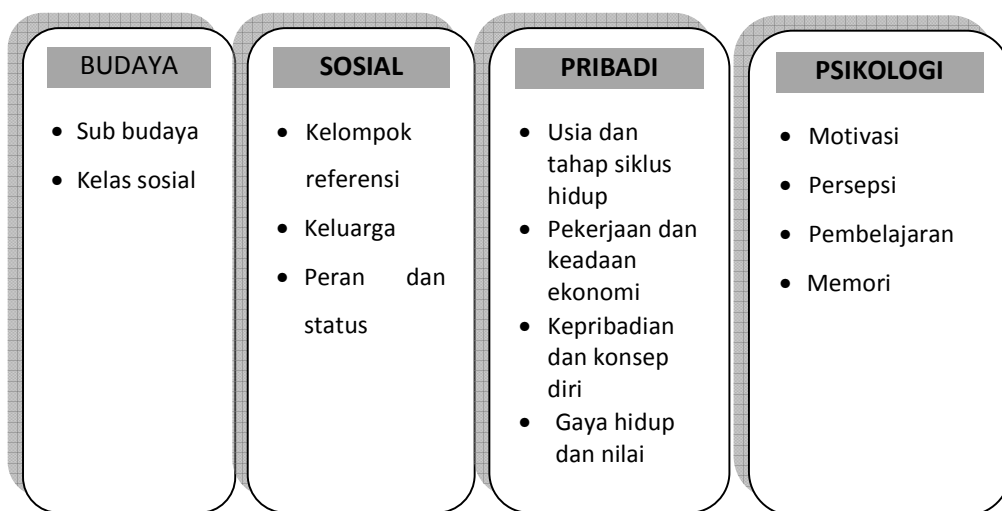 BUDAYA
• Sub budaya
• Kelas sosial
SOSIAL
• Kelompok
referensi
• Keluarga
• Peran dan
status
PRIBADI
• Usia dan
tahap siklus
hidup
• Pekerjaan dan
keadaan
ekonomi
• Kepribadian
dan konsep
diri
• Gaya hidup
dan nilai
PSIKOLOGI
• Motivasi
• Persepsi
• Pembelajaran
• Memori